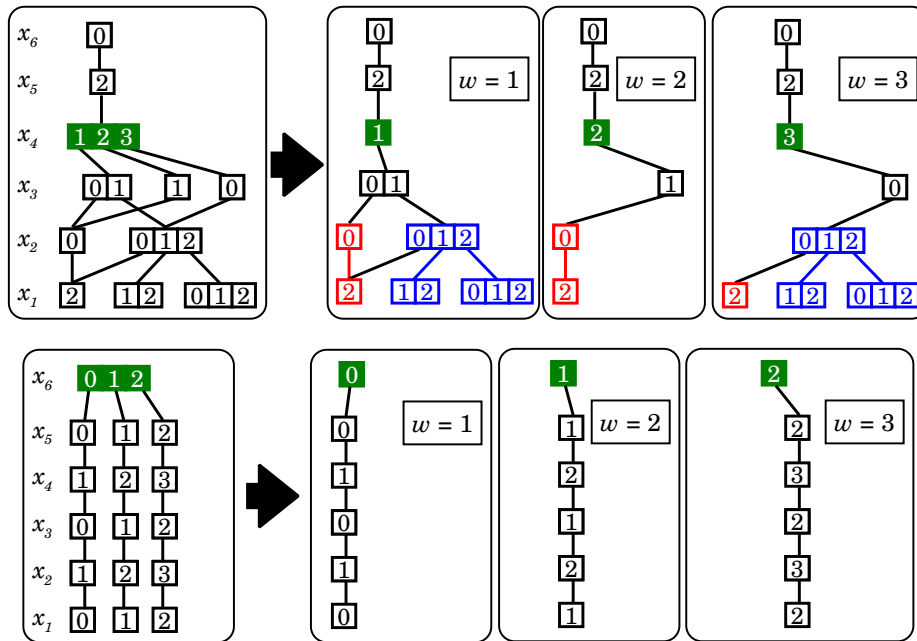 x6 0 0 0 0
x5 2 2 w = 1 2 w = 2 2 w = 3
x4 1 2 3 1 2 3
x3 0 1 1 0 0 1 1 0
x2 0 0 1 2 0 0 1 2 0 0 1 2
x1 2 1 2 0 1 2 2 1 2 0 1 2 2 2 1 2 0 1 2
x6 0 1 2 0 1 2
x5 0 1 2 0 w = 1 1 w = 2 2 w = 3
x4 1 2 3 1 2 3
x3 0 1 2 0 1 2
x2 1 2 3 1 2 3
x1 0 1 2 0 1 2